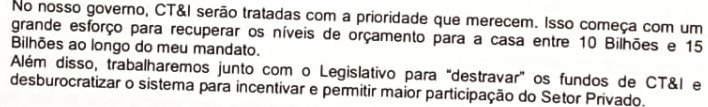 No nosso governo, CT&I serão tratadas com a prioridade que merecem. Isso começa com um
grande esforço para recuperar os níveis de orçamento para a casa entre 10 Bilhões e 15
Bilhões ao longo do meu mandato.
Além disso, trabalharemos junto com o Legislativo para "destravar" os fundos de CT&I e
desburocratizar o sistema para incentivar e permitir maior participação do Setor Privado.